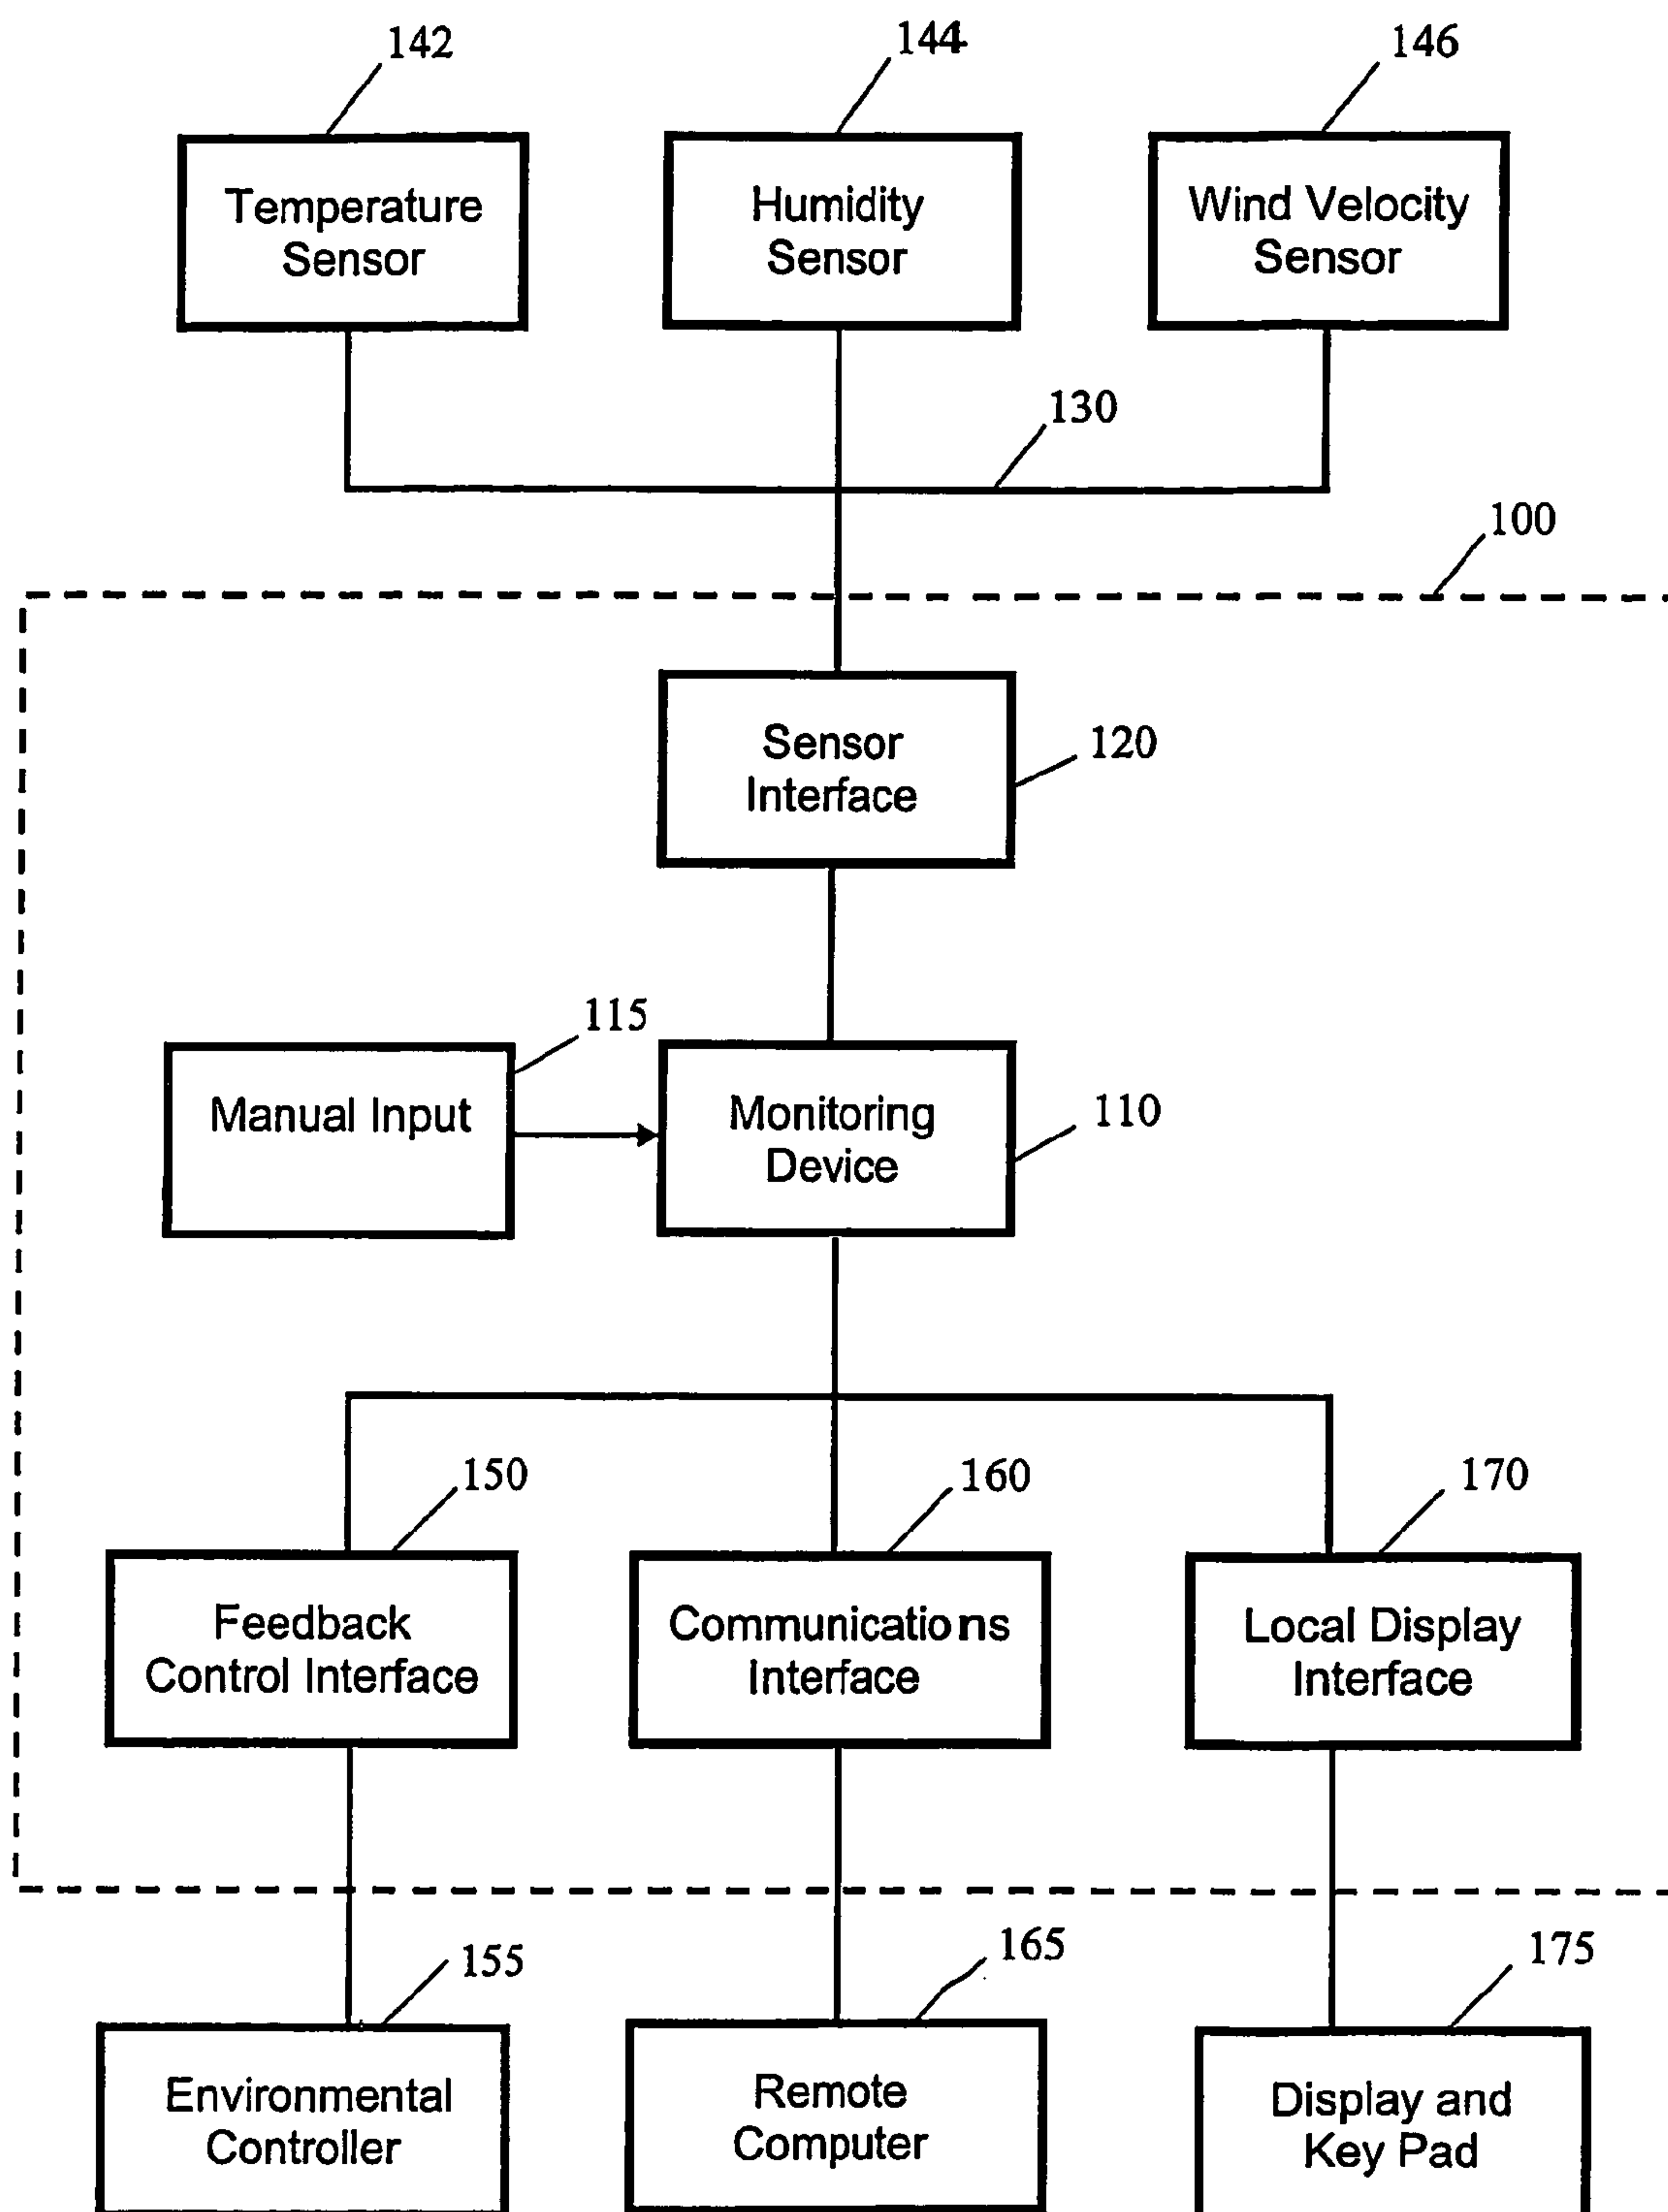 142
144
146
Temperature
Sensor
Humidity
Sensor
Wind Velocity
Sensor
130
100
Sensor
Interface
120
115
Manual Input
Monitoring
Device
110
150
160
170
Feedback
Control Interface
Communications
Interface
Local Display
Interface
155
165
175
Environmental
Controller
Remote
Computer
Display and
Key Pad